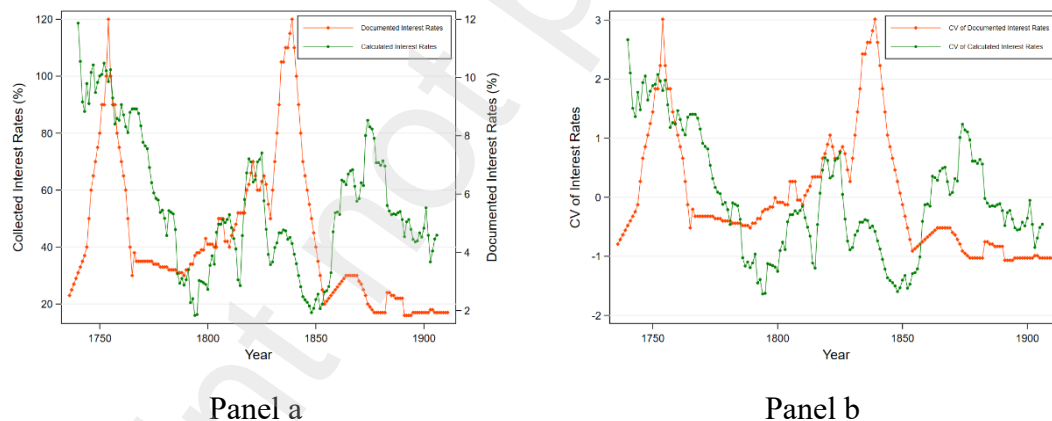 Documented Interest Rates
Calculated Interest Rates
Collected Interest Rates (%)
120
100
80
60
40
20
12
10
8
6
4
2
Documented Interest Rates (%)
1750
1800
1850
1900
Year
Panel a
CV of Documented Interest Rates
CV of Calculated Interest Rates
CV of Interest Rates
3
2
1
0
-1
-2
1750
1800
1850
1900
Year
Panel b